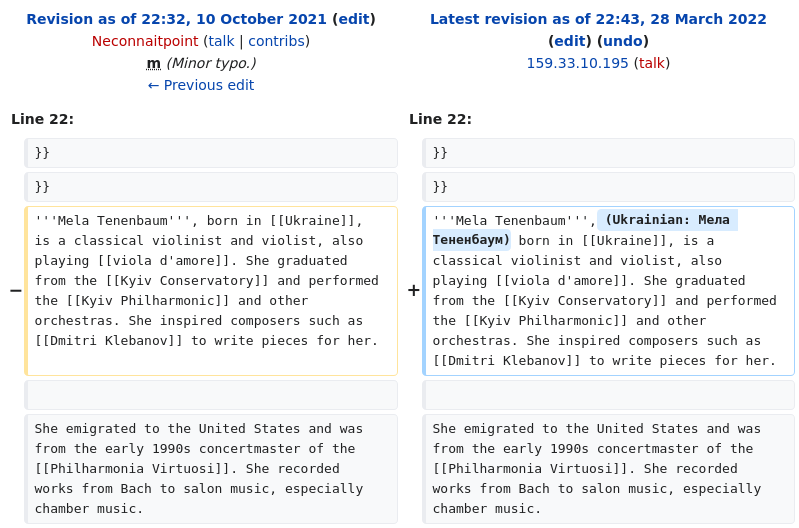 Revision as of 22:32, 10 October 2021 (edit)
Neconnaitpoint (talk | contribs)
m (Minor typo.)
← Previous edit
Latest revision as of 22:43, 28 March 2022
(edit) (undo)
159.33.10.195 (talk)
Line 22:
Line 22:
}}
}}
}}
}}
− '''Mela Tenenbaum''', born in [[Ukraine]],
is a classical violinist and violist, also
playing [[viola d'amore]]. She graduated
from the [[Kyiv Conservatory]] and performed
the [[Kyiv Philharmonic]] and other
orchestras. She inspired composers such as
[[Dmitri Klebanov]] to write pieces for her.
+ '''Mela Tenenbaum''', (Ukrainian: Мела
Тененбаум) born in [[Ukraine]], is a
classical violinist and violist, also
playing [[viola d'amore]]. She graduated
from the [[Kyiv Conservatory]] and performed
the [[Kyiv Philharmonic]] and other
orchestras. She inspired composers such as
[[Dmitri Klebanov]] to write pieces for her.
She emigrated to the United States and was
from the early 1990s concertmaster of the
[[Philharmonia Virtuosi]]. She recorded
works from Bach to salon music, especially
chamber music.
She emigrated to the United States and was
from the early 1990s concertmaster of the
[[Philharmonia Virtuosi]]. She recorded
works from Bach to salon music, especially
chamber music.